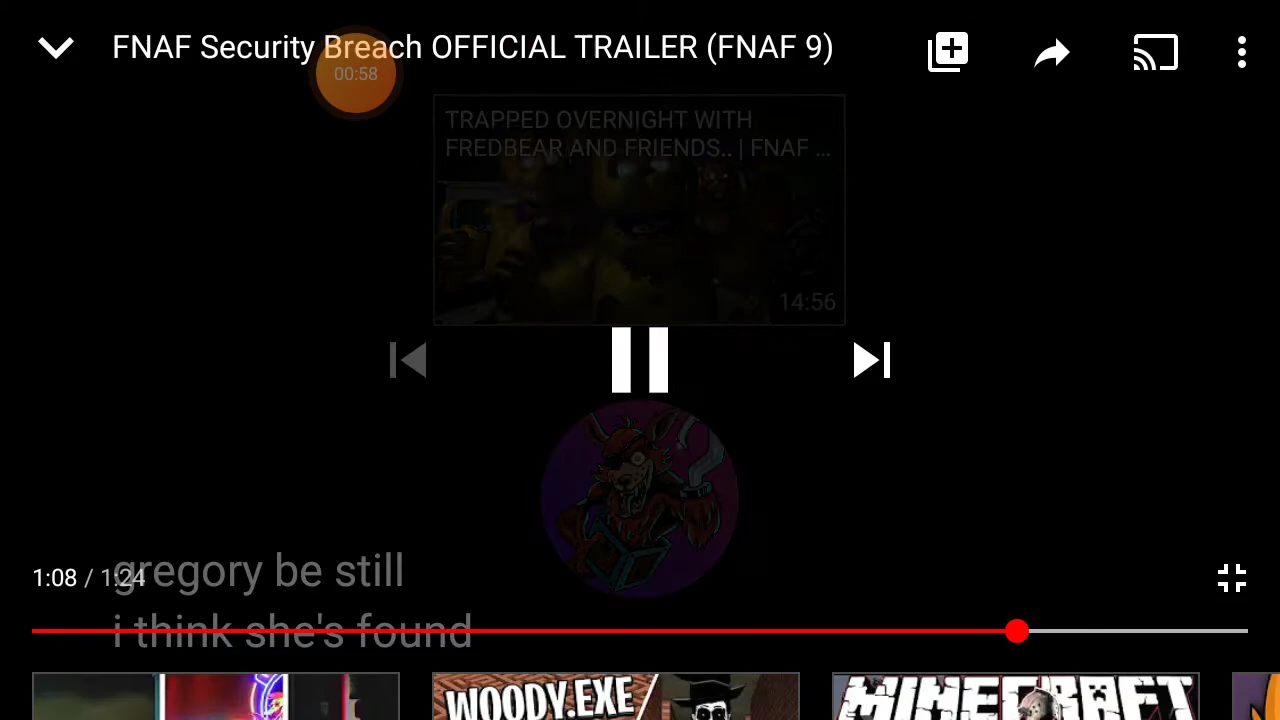 FNAF Security Breach OFFICIAL TRAILER (FNAF 9)
00:58
TRAPPED OVERNIGHT WITH
FREDBEAR AND FRIENDS.. | FNAF ...
14:56
gregory be still
1:08 / 1:24
i think she's found
WOODY.EXE
MINECRAFT